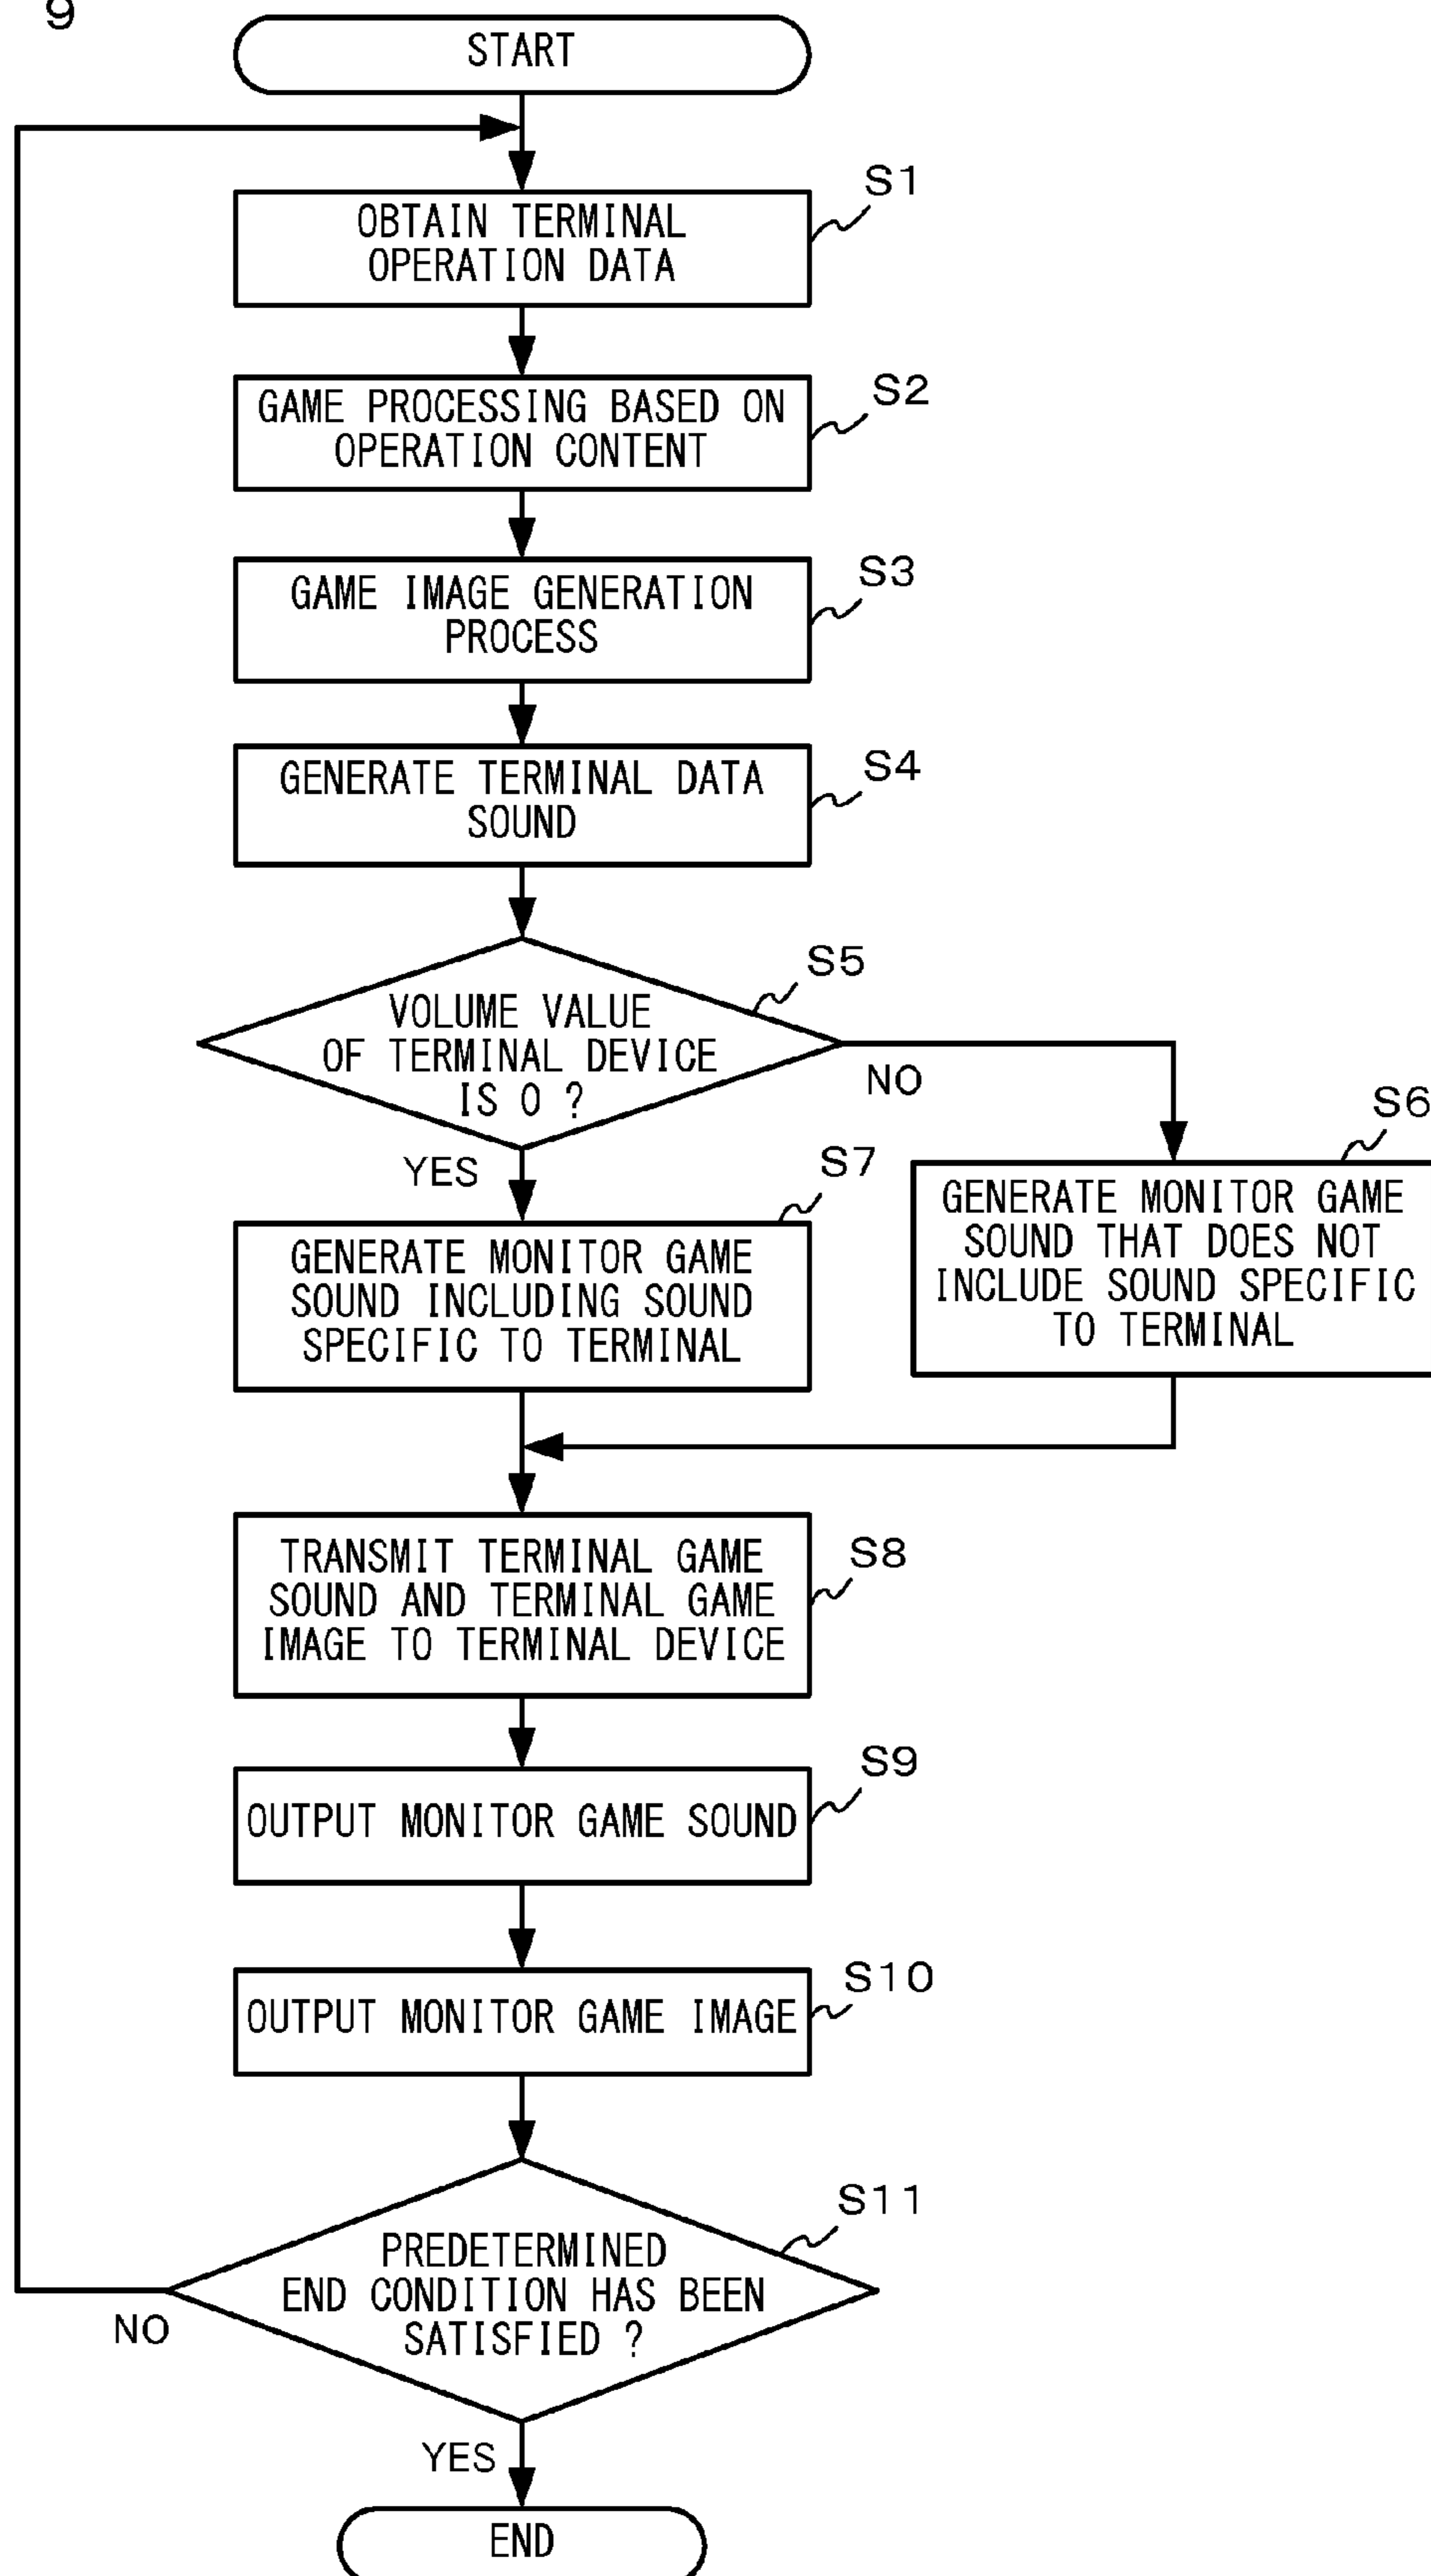 9
START
S1
OBTAIN TERMINAL
OPERATION DATA
S2
GAME PROCESSING BASED ON
OPERATION CONTENT
S3
GAME IMAGE GENERATION
PROCESS
S4
GENERATE TERMINAL DATA
SOUND
S5
VOLUME VALUE
OF TERMINAL DEVICE
IS 0 ?
NO
YES
S6
GENERATE MONITOR GAME
SOUND THAT DOES NOT
INCLUDE SOUND SPECIFIC
TO TERMINAL
S7
GENERATE MONITOR GAME
SOUND INCLUDING SOUND
SPECIFIC TO TERMINAL
S8
TRANSMIT TERMINAL GAME
SOUND AND TERMINAL GAME
IMAGE TO TERMINAL DEVICE
S9
OUTPUT MONITOR GAME SOUND
S10
OUTPUT MONITOR GAME IMAGE
S11
PREDETERMINED
END CONDITION HAS BEEN
SATISFIED ?
NO
YES
END